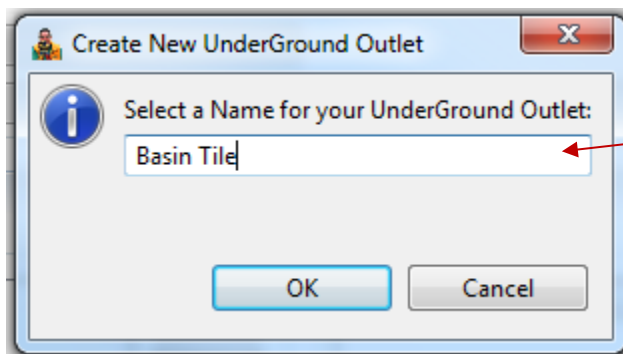 Create New UnderGround Outlet
Select a Name for your UnderGround Outlet:
Basin Tile
OK
Cancel